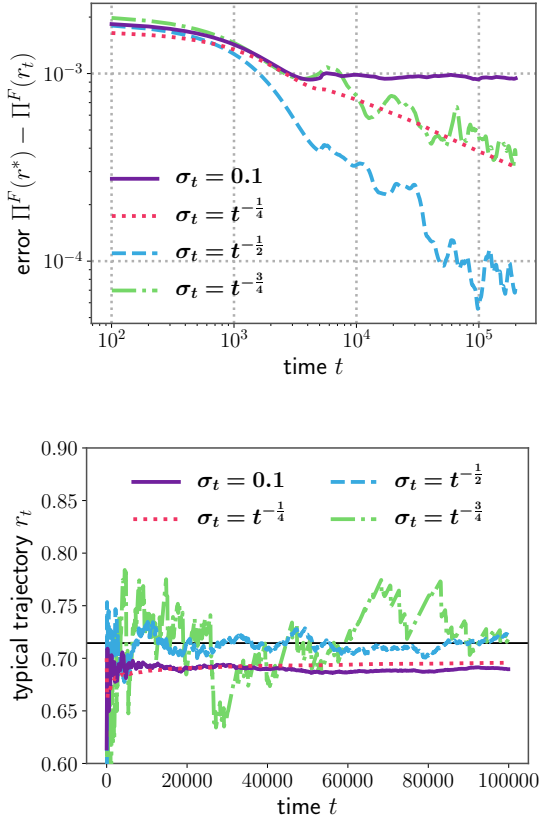 error Π^F(r*) − Π^F(r_t)
10^−3
10^−4
σ_t = 0.1
σ_t = t^{−1/4}
σ_t = t^{−1/2}
σ_t = t^{−3/4}
10^2 10^3 10^4 10^5
time t
typical trajectory r_t
0.90
0.85
0.80
0.75
0.70
0.65
0.60
σ_t = 0.1 σ_t = t^{−1/2}
σ_t = t^{−1/4} σ_t = t^{−3/4}
0 20000 40000 60000 80000 100000
time t